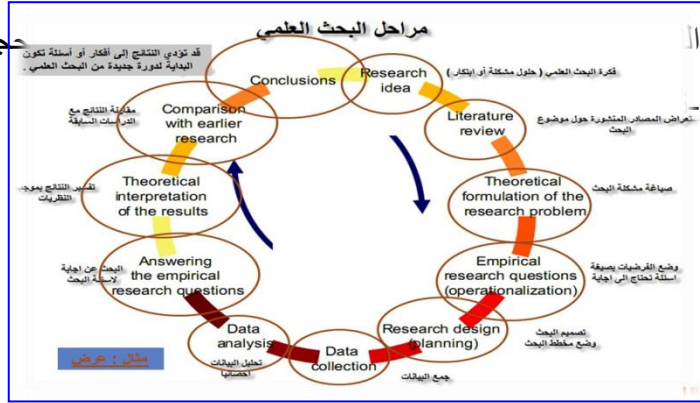 مراحل البحث العلمي
قد تؤدي النتائج إلى أفكار أو أسئلة تكون
البداية لدورة جديدة من البحث العلمي .
Conclusions
Research
idea
فكرة البحث العلمي ( حلول مشكلة أو ابتكار )
Literature
review
تعراض المصادر المنشورة حول موضوع
البحث
Theoretical
formulation of the
research problem
صياغة مشكلة البحث
Empirical
research questions
(operationalization)
وضع الفرضيات بصيغة
اسئلة تحتاج الى اجابة
Research design
(planning)
تصميم البحث
وضع مخطط البحث
Data
collection
جمع البيانات
Data
analysis
تحليل البيانات
احصائيا
Answering
the empirical
research questions
البحث عن اجابة
لاسئلة البحث
Theoretical
interpretation
of the results
تفسير النتائج بموجب
النظريات
Comparison
with earlier
research
مقارنة النتائج مع
الدراسات السابقة
مثال : عرض